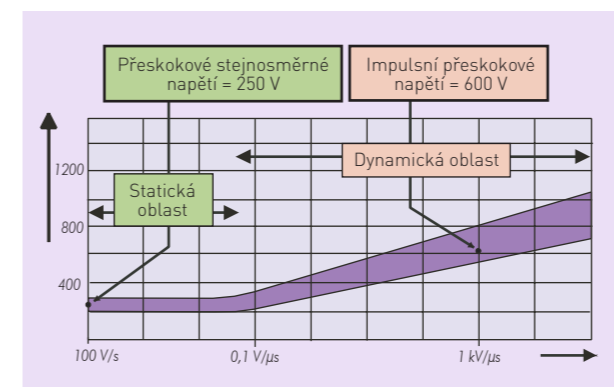 Přeskokové stejnosměrné
napětí = 250 V
Impulsní přeskokové
napětí = 600 V
Dynamická oblast
1200
Statická
oblast
800
400
100 V/s
0,1 V/µs
1 kV/µs